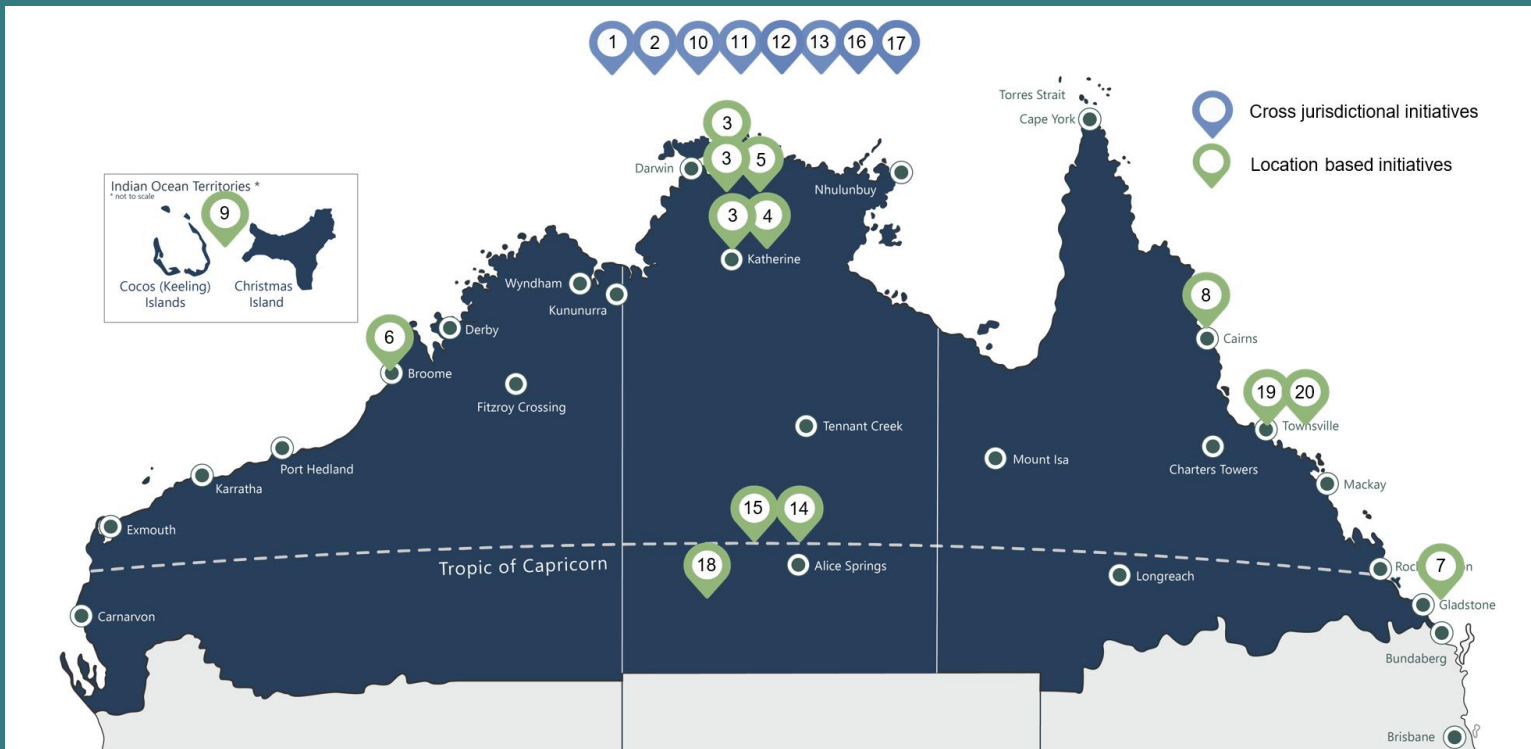 1 2 10 11 12 13 16 17
Torres Strait
Cape York
Cross jurisdictional initiatives
Location based initiatives
3
3 5
Darwin
Nhulunbuy
Indian Ocean Territories *
* not to scale
9
Cocos (Keeling)
Islands
Christmas
Island
3 4
Katherine
Wyndham
Kununurra
8
Cairns
6
Derby
Broome
Fitzroy Crossing
19 20
Townsville
Tennant Creek
Mount Isa
Charters Towers
Port Hedland
Karratha
Mackay
Exmouth
15 14
Tropic of Capricorn
18
Alice Springs
Longreach
7
Gladstone
Carnarvon
Bundaberg
Brisbane